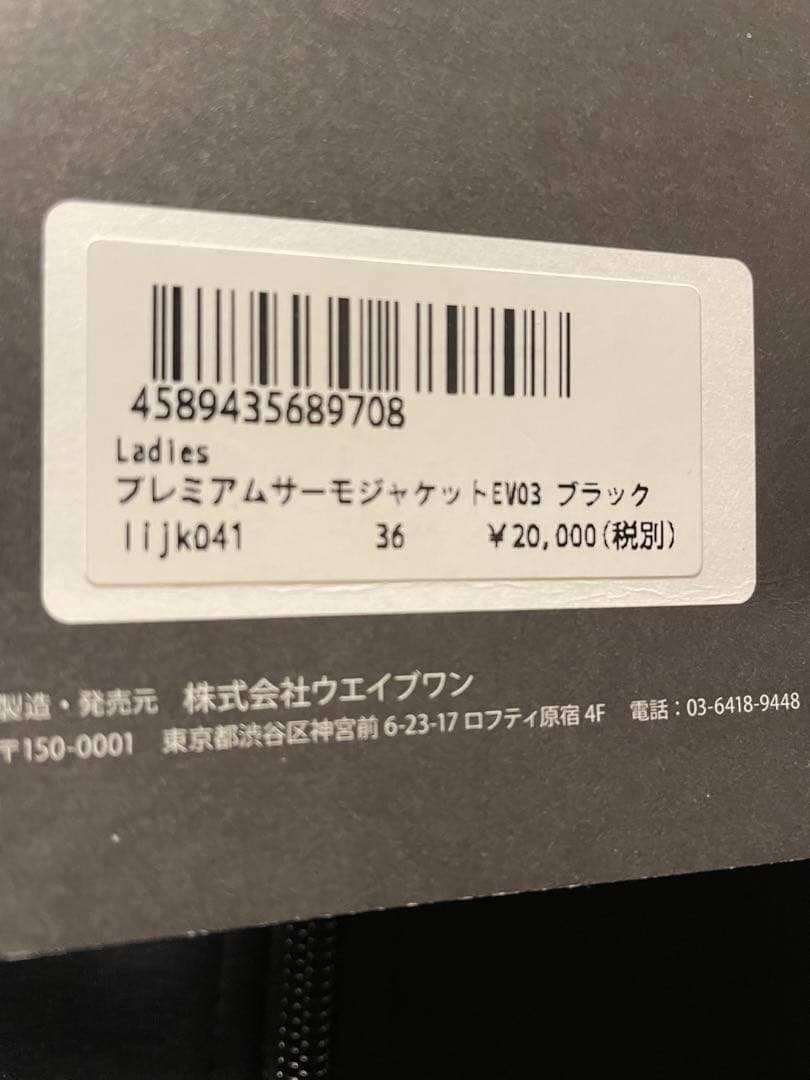 4589435689708
Ladies
プレミアムサーモジャケットEV03 ブラック
lijk041 36 ¥20,000(税別)
製造・発売元 株式会社ウエイブワン
〒150-0001 東京都渋谷区神宮前 6-23-17 ロフティ原宿 4F 電話：03-6418-9448